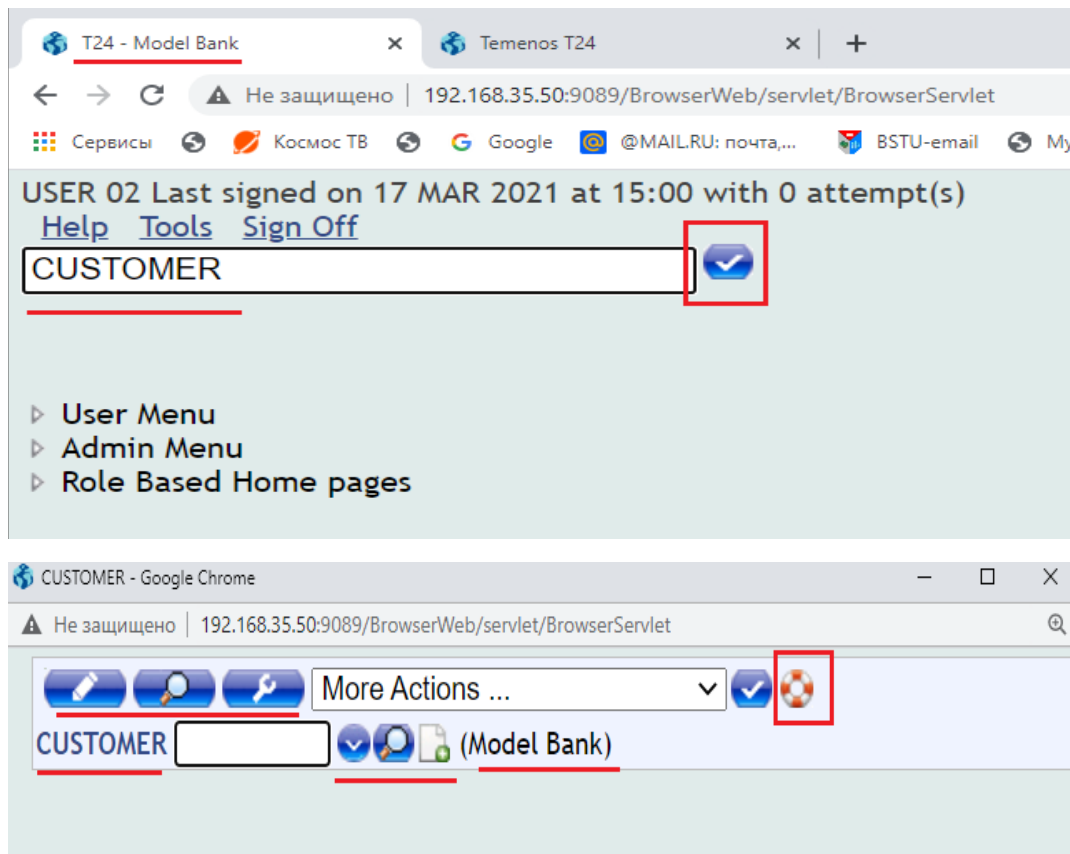 T24 - Model Bank
Temenos T24
Не защищено 192.168.35.50:9089/BrowserWeb/servlet/BrowserServlet
Сервисы Космос ТВ Google @MAIL.RU: почта,... BSTU-email My
USER 02 Last signed on 17 MAR 2021 at 15:00 with 0 attempt(s)
Help Tools Sign Off
CUSTOMER
User Menu
Admin Menu
Role Based Home pages
CUSTOMER - Google Chrome
Не защищено 192.168.35.50:9089/BrowserWeb/servlet/BrowserServlet
More Actions ...
CUSTOMER (Model Bank)